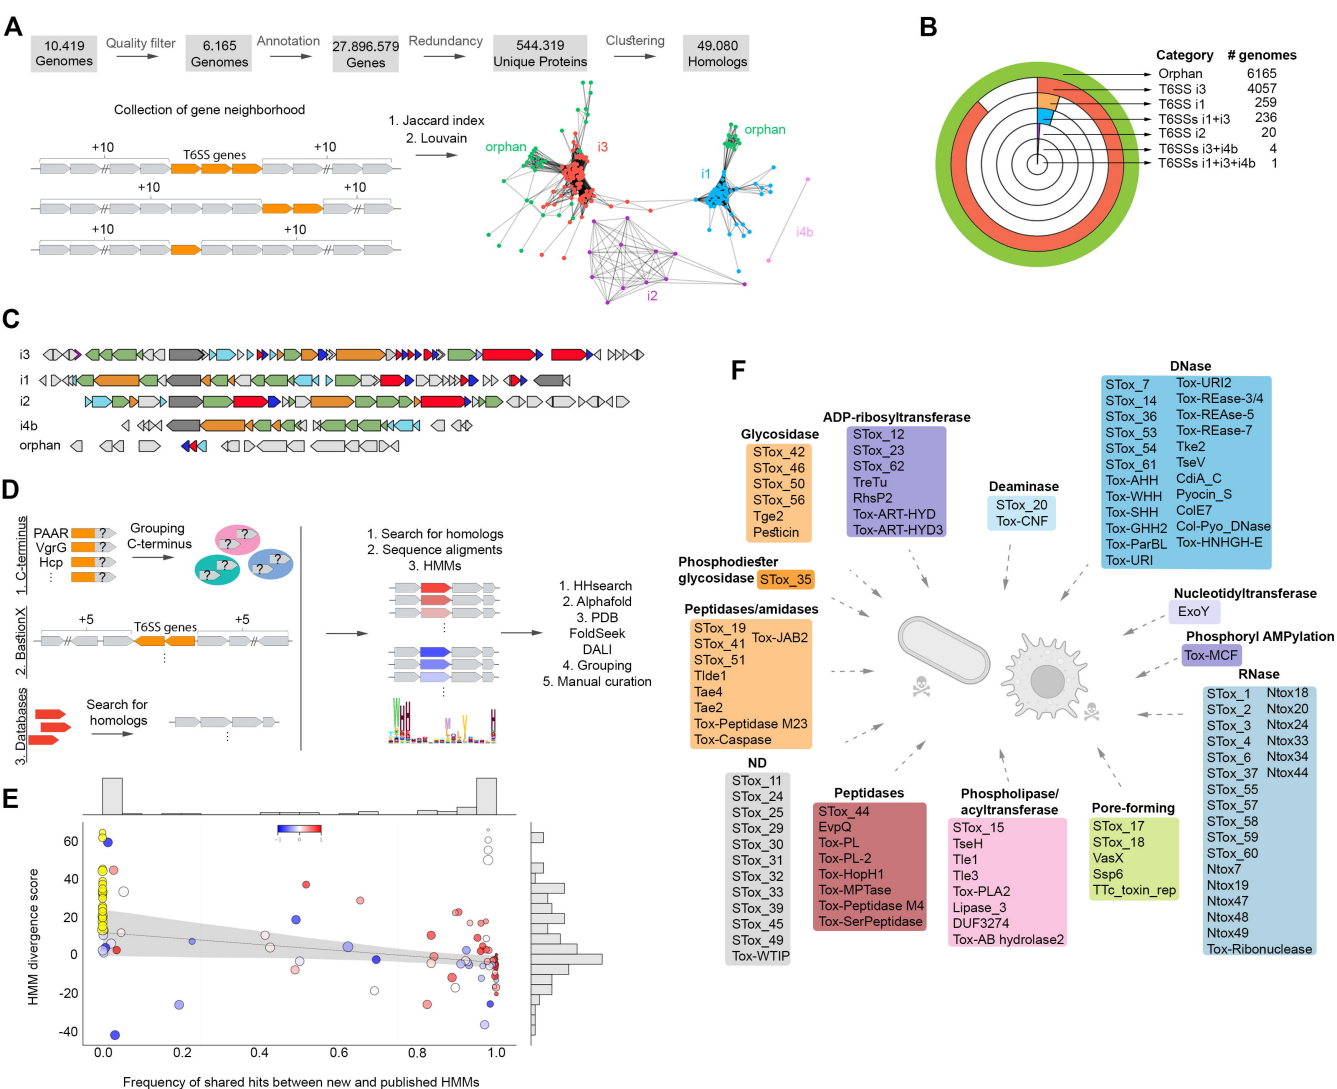 A
10.419
Genomes
Quality filter
6.165
Genomes
Annotation
27.896.579
Genes
Redundancy
544.319
Unique Proteins
Clustering
49.080
Homologs
Collection of gene neighborhood
+10
T6SS genes
+10
+10
+10
+10
+10
1. Jaccard index
2. Louvain
orphan
i3
orphan
i1
i4b
i2
B
Category # genomes
Orphan 6165
T6SS i3 4057
T6SS i1 259
T6SSs i1+i3 236
T6SS i2 20
T6SSs i3+i4b 4
T6SSs i1+i3+i4b 1
C
i3
i1
i2
i4b
orphan
D
1. C-terminus
PAAR ?
VgrG ?
Hcp ?
⋮ ?
Grouping
C-terminus
? ?
? ?
? ?
2. BastionX
+5
T6SS genes
+5
3. Databases
Search for
homologs
1. Search for homologs
2. Sequence aligments
3. HMMs
1. HHsearch
2. Alphafold
3. PDB
FoldSeek
DALI
4. Grouping
5. Manual curation
E
-1 0 1
HMM divergence score
60
40
20
0
-20
-40
0.0 0.2 0.4 0.6 0.8 1.0
Frequency of shared hits between new and published HMMs
F
Glycosidase
STox_42
STox_46
STox_50
STox_56
Tge2
Pesticin
ADP-ribosyltransferase
STox_12
STox_23
STox_62
TreTu
RhsP2
Tox-ART-HYD
Tox-ART-HYD3
Deaminase
STox_20
Tox-CNF
DNase
STox_7
STox_14
STox_36
STox_53
STox_54
STox_61
Tox-AHH
Tox-WHH
Tox-SHH
Tox-GHH2
Tox-ParBL
Tox-URI
Tox-URI2
Tox-REase-3/4
Tox-REAse-5
Tox-REase-7
Tke2
TseV
CdiA_C
Pyocin_S
ColE7
Col-Pyo_DNase
Tox-HNHGH-E
Phosphodiester
glycosidase
STox_35
Peptidases/amidases
STox_19
STox_41
STox_51
Tlde1
Tae4
Tae2
Tox-Peptidase M23
Tox-Caspase
Tox-JAB2
Nucleotidyltransferase
ExoY
Phosphoryl AMPylation
Tox-MCF
RNase
STox_1
STox_2
STox_3
STox_4
STox_6
STox_37
STox_55
STox_57
STox_58
STox_59
STox_60
Ntox7
Ntox19
Ntox47
Ntox48
Ntox49
Tox-Ribonuclease
Ntox18
Ntox20
Ntox24
Ntox33
Ntox34
Ntox44
ND
STox_11
STox_24
STox_25
STox_29
STox_30
STox_31
STox_32
STox_33
STox_39
STox_45
STox_49
Tox-WTIP
Peptidases
STox_44
EvpQ
Tox-PL
Tox-PL-2
Tox-HopH1
Tox-MPTase
Tox-Peptidase M4
Tox-SerPeptidase
Phospholipase/
acyltransferase
STox_15
TseH
Tle1
Tle3
Tox-PLA2
Lipase_3
DUF3274
Tox-AB hydrolase2
Pore-forming
STox_17
STox_18
VasX
Ssp6
TTc_toxin_rep